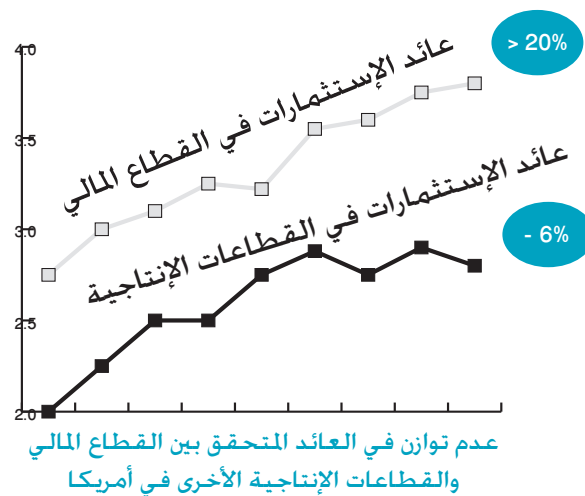 4.0
3.5
3.0
2.5
2.0
عائد الإستثمارات في القطاع المالي
> 20%
عائد الإستثمارات في القطاعات الإنتاجية
- 6%
عدم توازن في العائد المتحقق بين القطاع المالي
والقطاعات الإنتاجية الأخرى في أمريكا